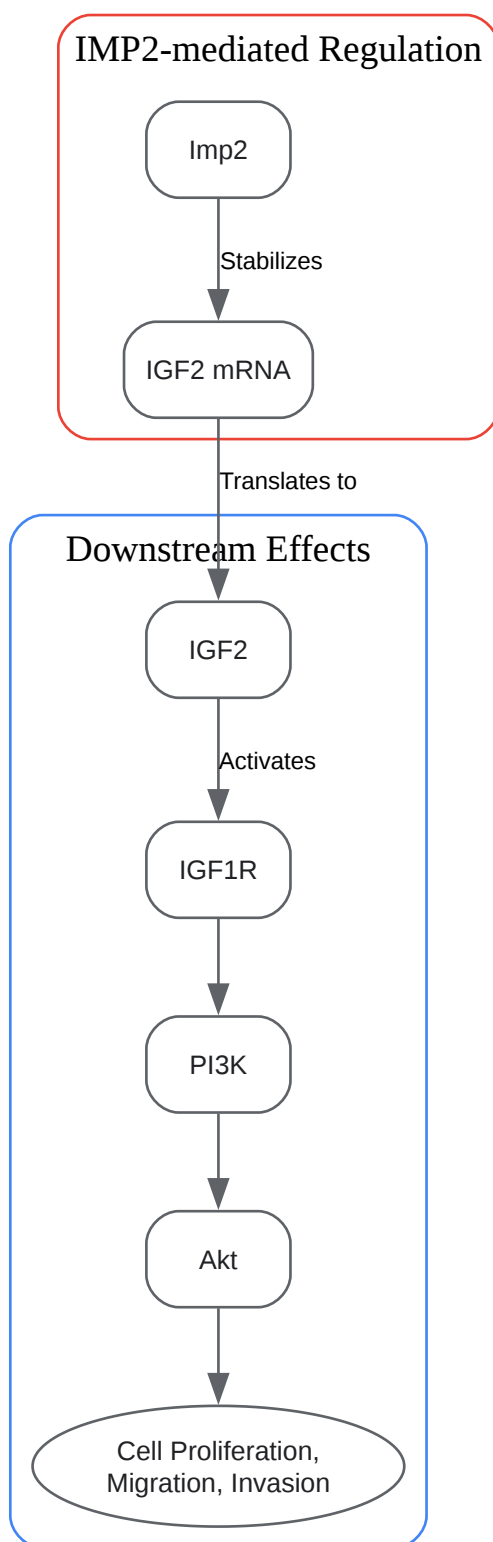 IMP2-mediated Regulation
Imp2
Stabilizes
IGF2 mRNA
Translates to
Downstream Effects
IGF2
Activates
IGF1R
PI3K
Akt
Cell Proliferation,
Migration, Invasion